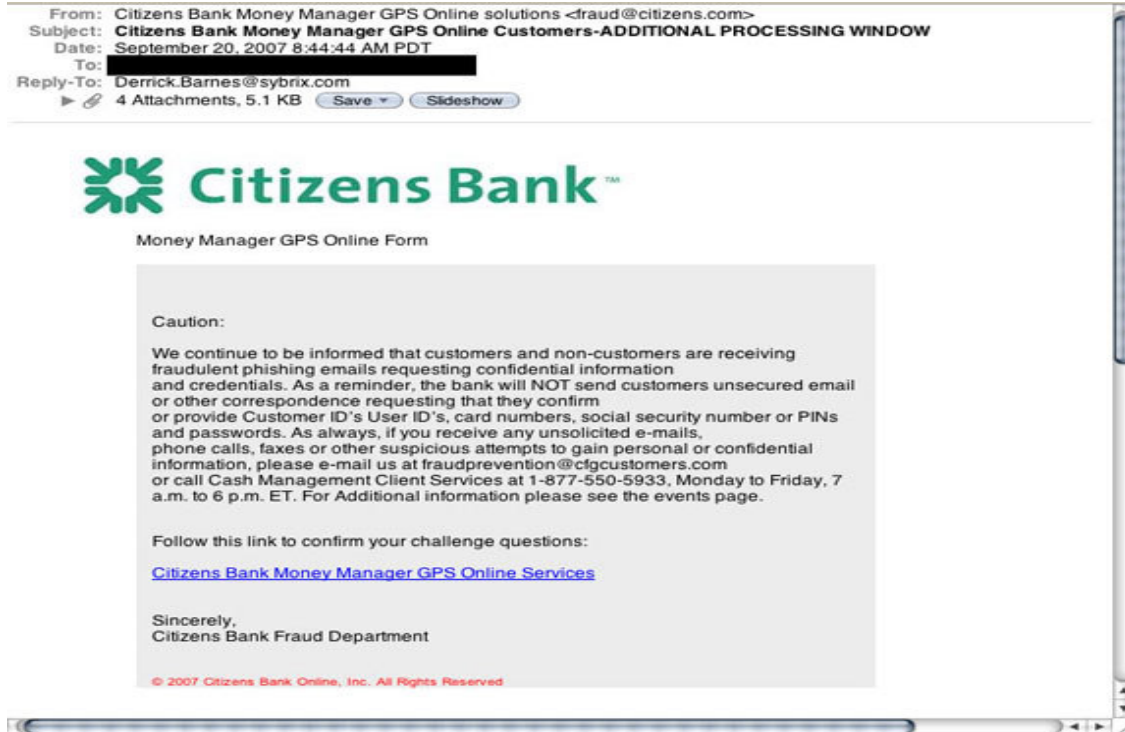 From: Citizens Bank Money Manager GPS Online solutions <fraud@citizens.com>
Subject: Citizens Bank Money Manager GPS Online Customers-ADDITIONAL PROCESSING WINDOW
Date: September 20, 2007 8:44:44 AM PDT
To:
Reply-To: Derrick.Barnes@sybrix.com
4 Attachments, 5.1 KB Save Slideshow
Citizens Bank™
Money Manager GPS Online Form
Caution:
We continue to be informed that customers and non-customers are receiving
fraudulent phishing emails requesting confidential information
and credentials. As a reminder, the bank will NOT send customers unsecured email
or other correspondence requesting that they confirm
or provide Customer ID's User ID's, card numbers, social security number or PINs
and passwords. As always, if you receive any unsolicited e-mails,
phone calls, faxes or other suspicious attempts to gain personal or confidential
information, please e-mail us at fraudprevention@cfgcustomers.com
or call Cash Management Client Services at 1-877-550-5933, Monday to Friday, 7
a.m. to 6 p.m. ET. For Additional information please see the events page.
Follow this link to confirm your challenge questions:
Citizens Bank Money Manager GPS Online Services
Sincerely,
Citizens Bank Fraud Department
© 2007 Citizens Bank Online, Inc. All Rights Reserved